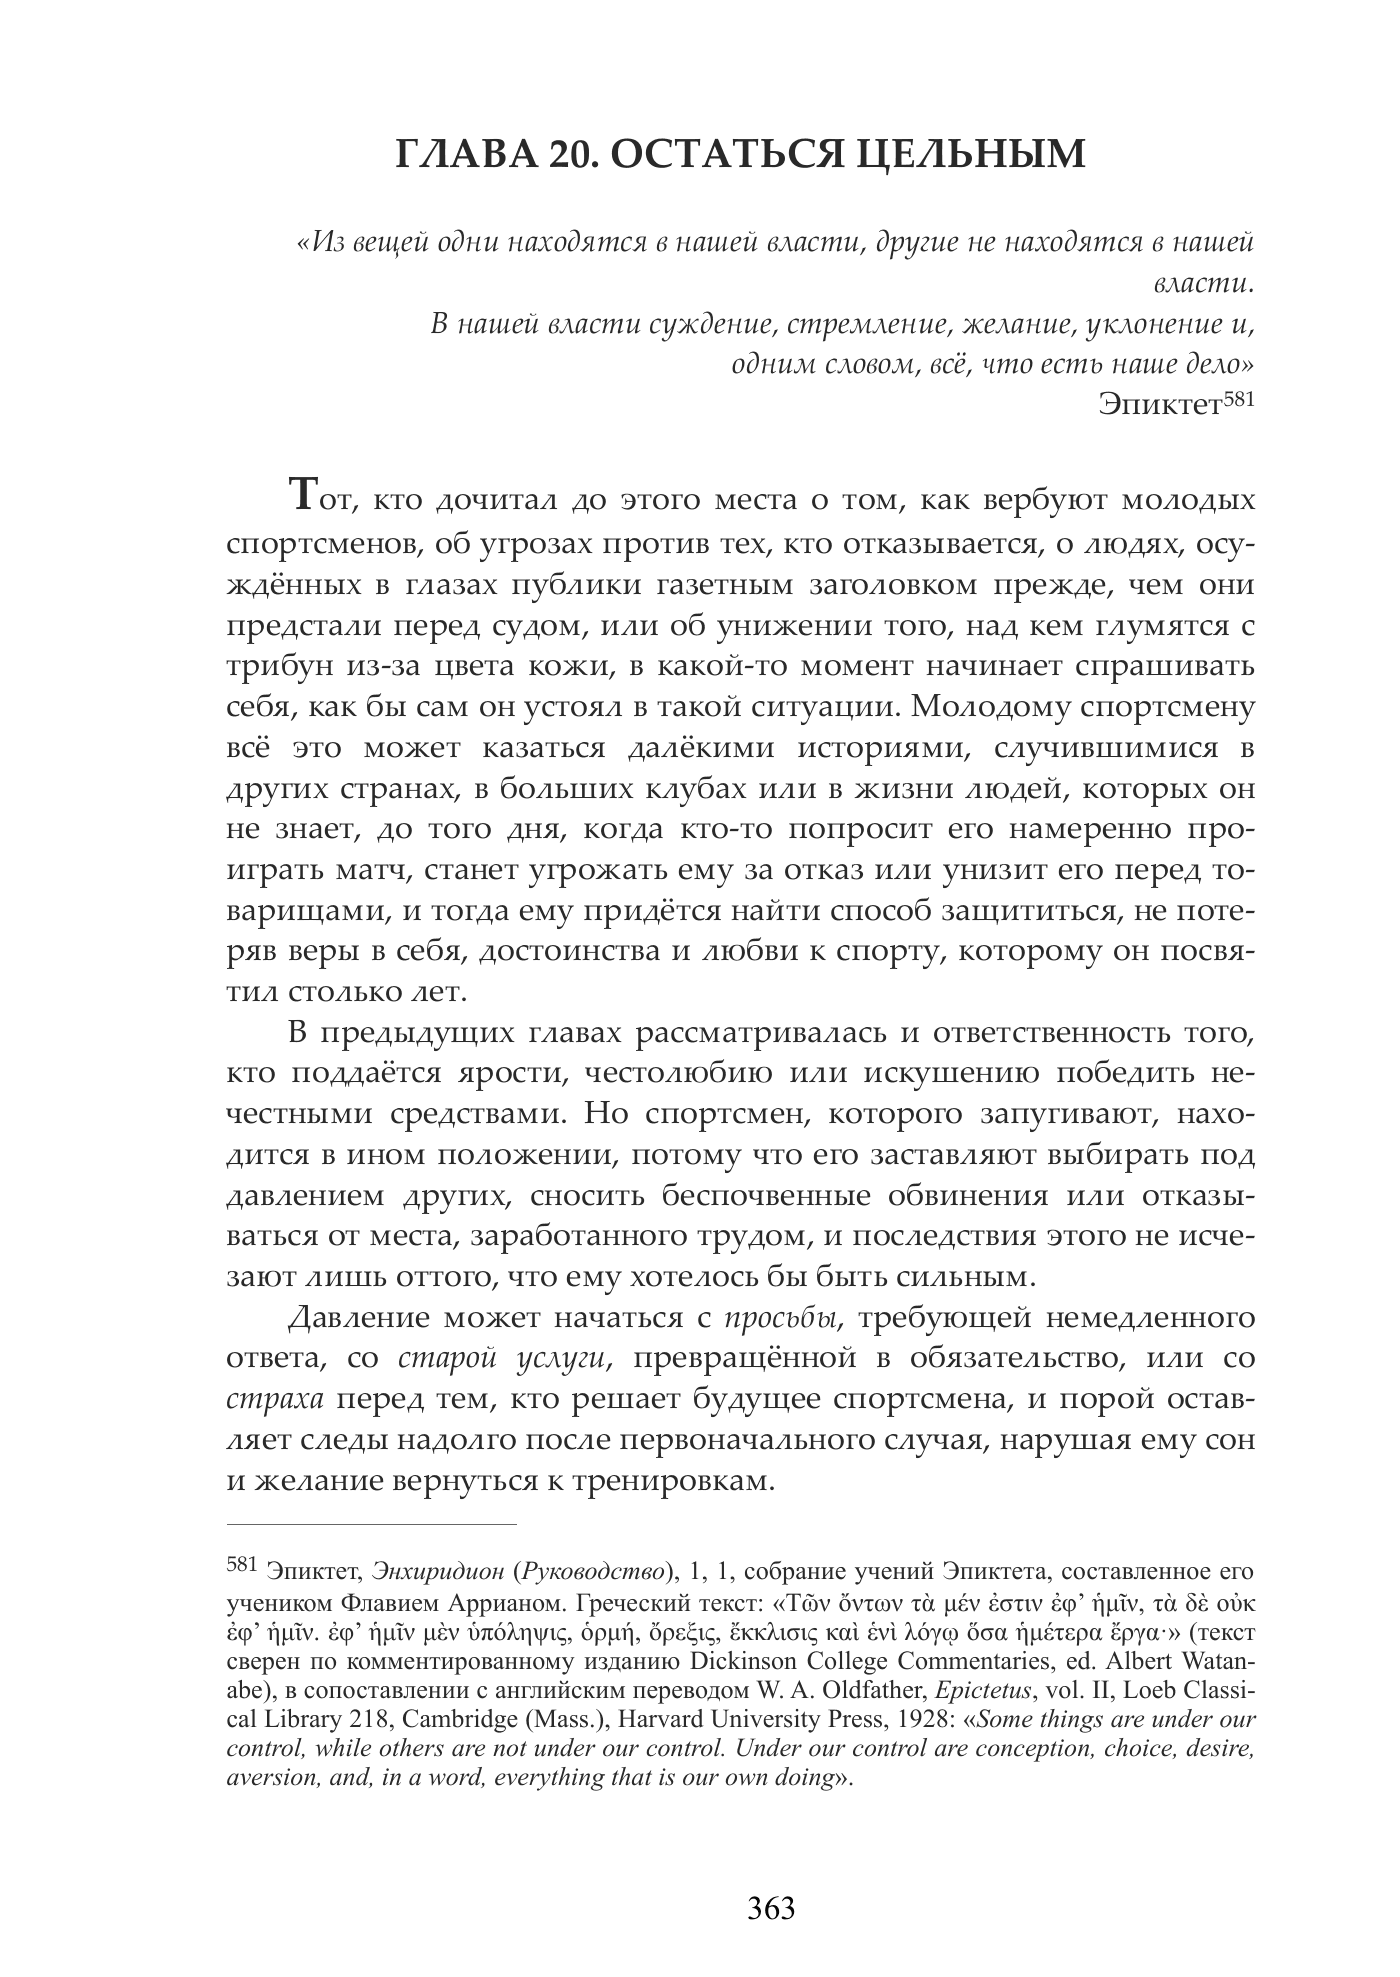 ГЛАВА 20. ОСТАТЬСЯ ЦЕЛЬНЫМ
«Из вещей одни находятся в нашей власти, другие не находятся в нашей
власти.
В нашей власти суждение, стремление, желание, уклонение и,
одним словом, всё, что есть наше дело»
Эпиктет581
Тот, кто дочитал до этого места о том, как вербуют молодых
спортсменов, об угрозах против тех, кто отказывается, о людях, осу-
ждённых в глазах публики газетным заголовком прежде, чем они
предстали перед судом, или об унижении того, над кем глумятся с
трибун из-за цвета кожи, в какой-то момент начинает спрашивать
себя, как бы сам он устоял в такой ситуации. Молодому спортсмену
всё это может казаться далёкими историями, случившимися в
других странах, в больших клубах или в жизни людей, которых он
не знает, до того дня, когда кто-то попросит его намеренно про-
играть матч, станет угрожать ему за отказ или унизит его перед то-
варищами, и тогда ему придётся найти способ защититься, не поте-
ряв веры в себя, достоинства и любви к спорту, которому он посвя-
тил столько лет.
В предыдущих главах рассматривалась и ответственность того,
кто поддаётся ярости, честолюбию или искушению победить не-
честными средствами. Но спортсмен, которого запугивают, нахо-
дится в ином положении, потому что его заставляют выбирать под
давлением других, сносить беспочвенные обвинения или отказы-
ваться от места, заработанного трудом, и последствия этого не исче-
зают лишь оттого, что ему хотелось бы быть сильным.
Давление может начаться с просьбы, требующей немедленного
ответа, со старой услуги, превращённой в обязательство, или со
страха перед тем, кто решает будущее спортсмена, и порой остав-
ляет следы надолго после первоначального случая, нарушая ему сон
и желание вернуться к тренировкам.
581 Эпиктет, Энхиридион (Руководство), 1, 1, собрание учений Эпиктета, составленное его
учеником Флавием Аррианом. Греческий текст: «Τῶν ὄντων τὰ μέν ἐστιν ἐφ’ ἡμῖν, τὰ δὲ οὐκ
ἐφ’ ἡμῖν. ἐφ’ ἡμῖν μὲν ὑπόληψις, ὁρμή, ὄρεξις, ἔκκλισις καὶ ἑνὶ λόγῳ ὅσα ἡμέτερα ἔργα·» (текст
сверен по комментированному изданию Dickinson College Commentaries, ed. Albert Watan-
abe), в сопоставлении с английским переводом W. A. Oldfather, Epictetus, vol. II, Loeb Classi-
cal Library 218, Cambridge (Mass.), Harvard University Press, 1928: «Some things are under our
control, while others are not under our control. Under our control are conception, choice, desire,
aversion, and, in a word, everything that is our own doing».
363